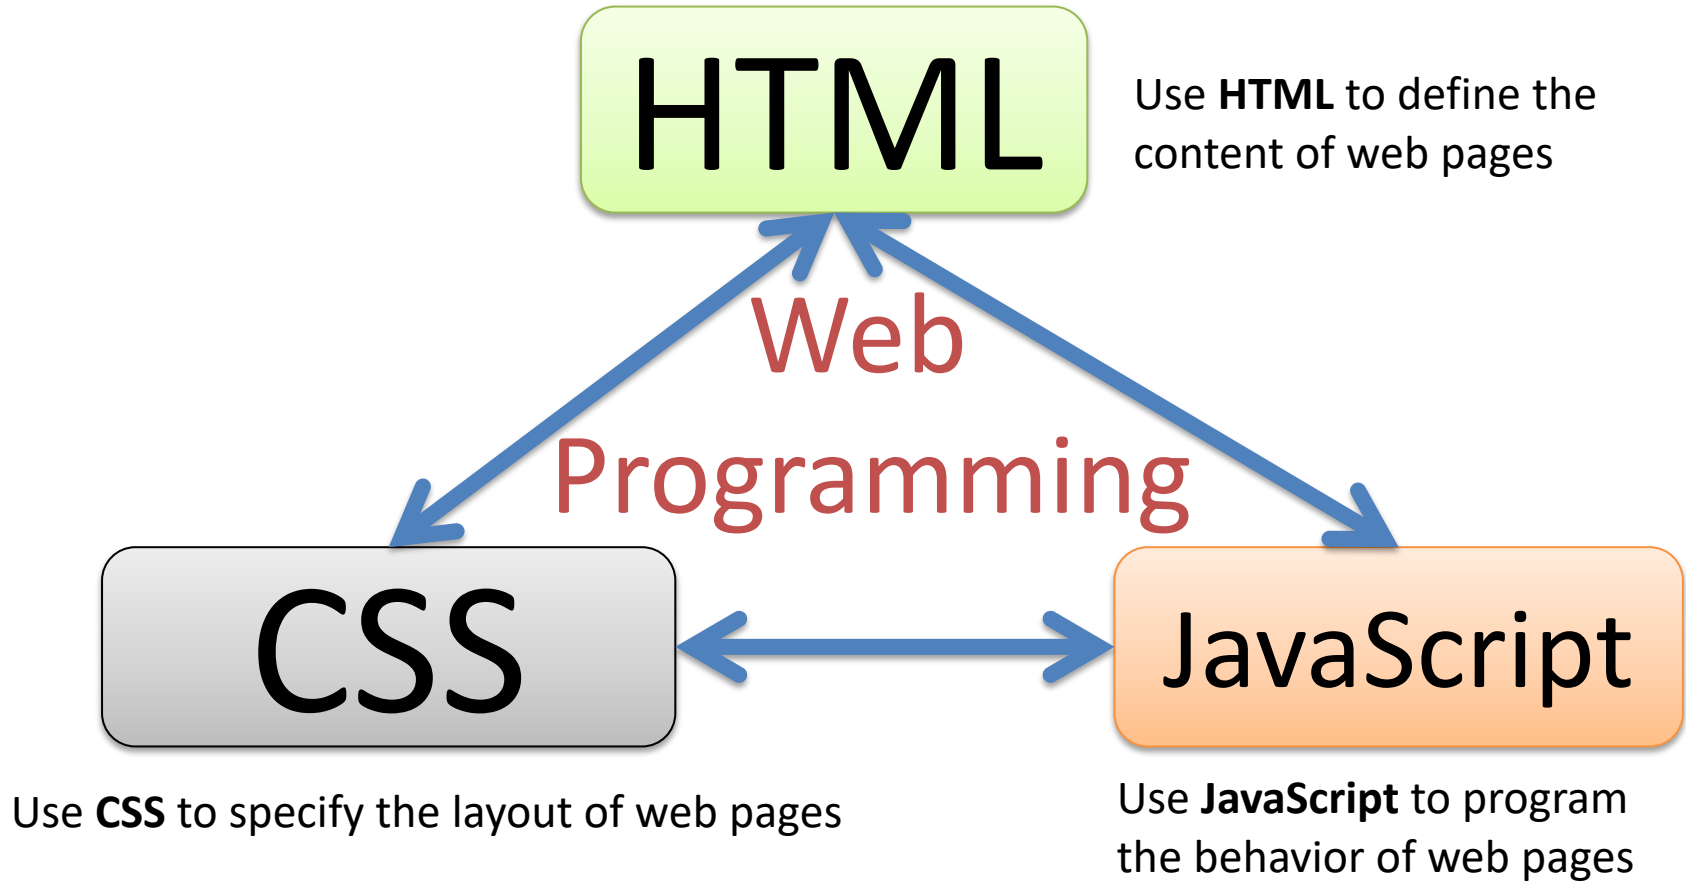 HTML
Use HTML to define the
content of web pages
Web
Programming
CSS
JavaScript
Use CSS to specify the layout of web pages
Use JavaScript to program
the behavior of web pages